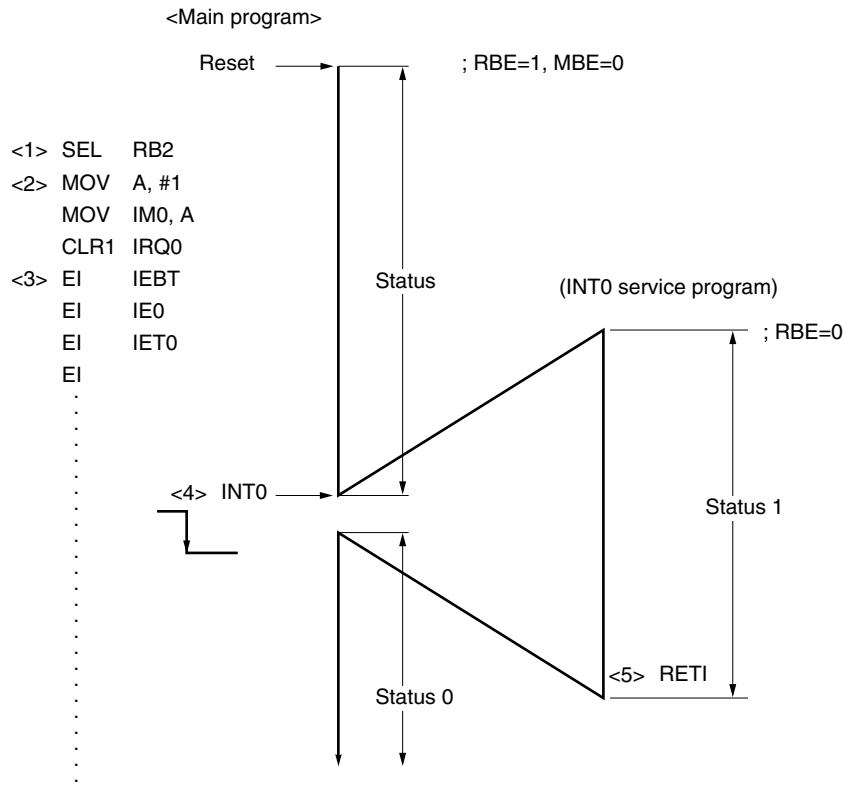 <Main program>
Reset
; RBE=1, MBE=0
<1> SEL RB2
<2> MOV A, #1
MOV IM0, A
CLR1 IRQ0
<3> EI IEBT
EI IE0
EI IET0
EI
Status
(INT0 service program)
; RBE=0
<4> INT0
Status 1
<5> RETI
Status 0